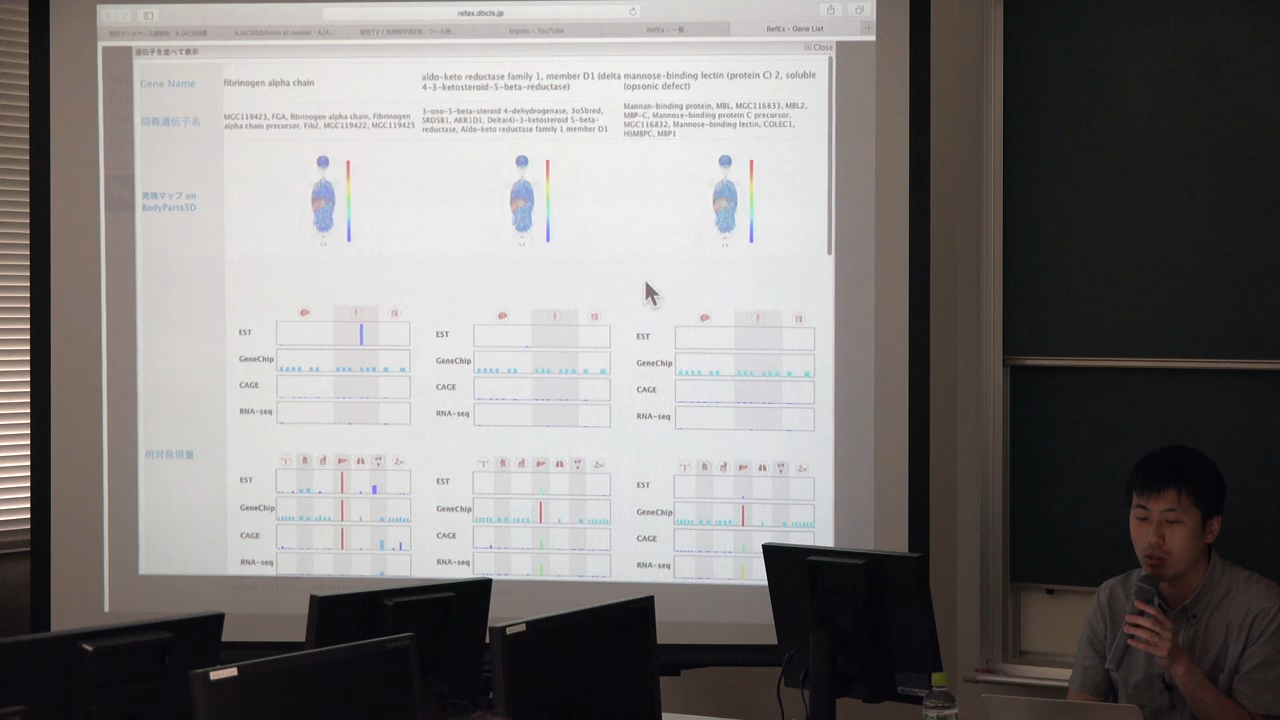 refex.dbcls.jp
togotv - YouTube
RefEx - 一覧
RefEx - Gene List
遺伝子を並べて表示
Close
Gene Name
fibrinogen alpha chain
aldo-keto reductase family 1, member D1 (delta
4-3-ketosteroid-5-beta-reductase)
mannose-binding lectin (protein C) 2, soluble
(opsonic defect)
同義遺伝子名
MGC119423, FGA, fibrinogen alpha chain, Fibrinogen
alpha chain precursor, Fib2, MGC119422, MGC119425
3-oxo-5-beta-steroid 4-dehydrogenase, 3o5bred,
SRD5B1, AKR1D1, Delta(4)-3-ketosteroid 5-beta-
reductase, Aldo-keto reductase family 1 member D1
Mannan-binding protein, MBL, MGC116833, MBL2,
MBP-C, Mannose-binding protein C precursor,
MGC116832, Mannose-binding lectin, COLEC1,
HSMBPC, MBP1
発現マップ on
BodyParts3D
相対発現量
EST
GeneChip
CAGE
RNA-seq
EST
GeneChip
CAGE
RNA-seq
EST
GeneChip
CAGE
RNA-seq
EST
GeneChip
CAGE
RNA-seq
EST
GeneChip
CAGE
RNA-seq
EST
GeneChip
CAGE
RNA-seq